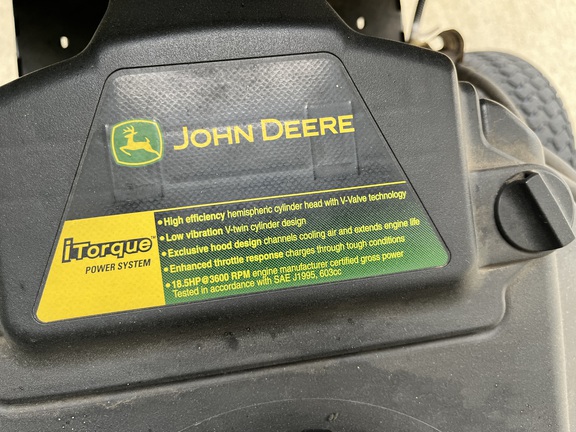 JOHN DEERE
iTorque™
POWER SYSTEM
• High efficiency hemispheric cylinder head with V-Valve technology
• Low vibration V-twin cylinder design
• Exclusive hood design channels cooling air and extends engine life
• Enhanced throttle response charges through tough conditions
• 18.5HP@3600 RPM engine manufacturer certified gross power
Tested in accordance with SAE J1995, 603cc